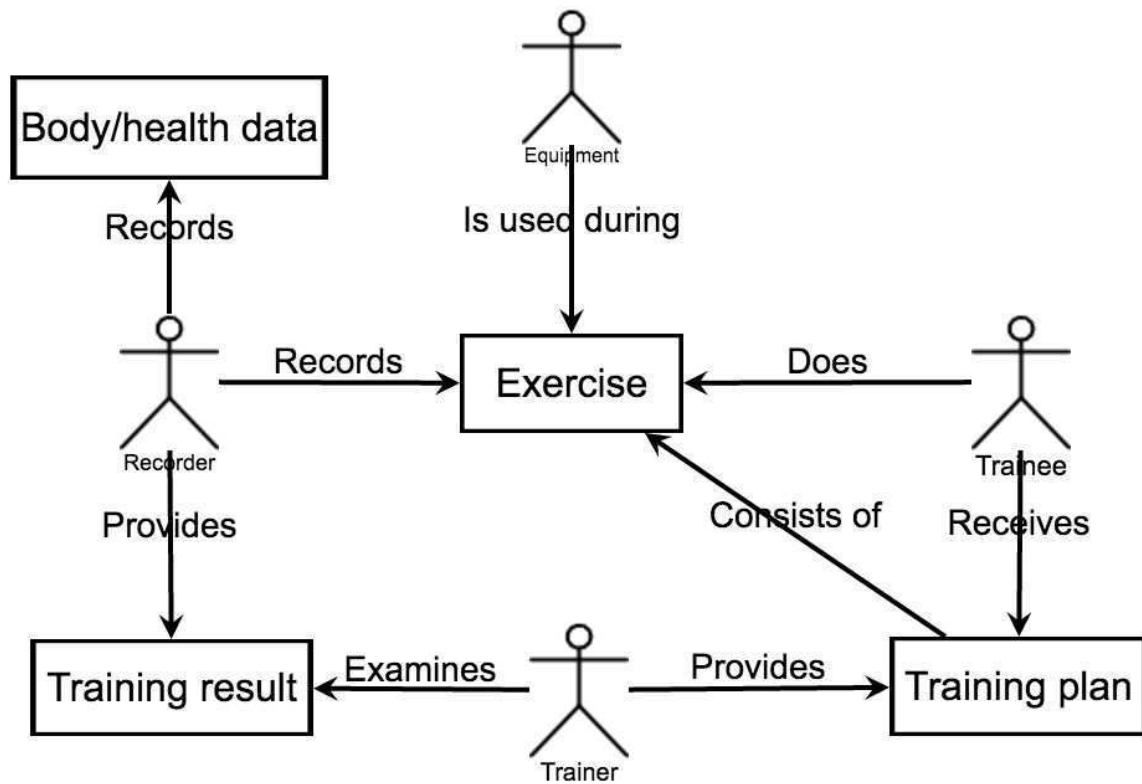 Body/health data
Equipment
Records
Is used during
Records
Exercise
Does
Recorder
Trainee
Provides
Consists of
Receives
Training result
Examines
Provides
Training plan
Trainer